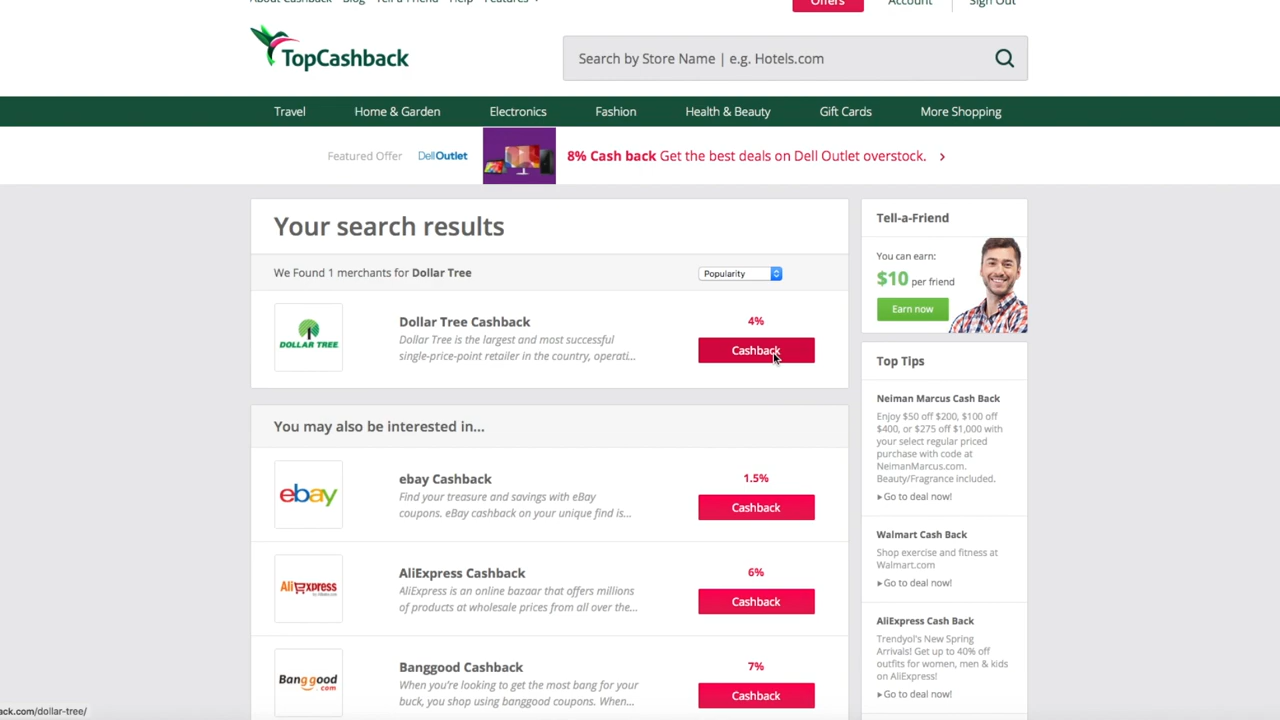 About Cashback Blog Tell a Friend Help Features
Offers Account Sign Out
TopCashback
Search by Store Name | e.g. Hotels.com
Travel Home & Garden Electronics Fashion Health & Beauty Gift Cards More Shopping
Featured Offer DellOutlet 8% Cash back Get the best deals on Dell Outlet overstock.
Your search results
We Found 1 merchants for Dollar Tree
Popularity
DOLLAR TREE
Dollar Tree Cashback
Dollar Tree is the largest and most successful
single-price-point retailer in the country, operati...
4%
Cashback
You may also be interested in...
ebay
ebay Cashback
Find your treasure and savings with eBay
coupons. eBay cashback on your unique find is...
1.5%
Cashback
AliExpress
AliExpress Cashback
AliExpress is an online bazaar that offers millions
of products at wholesale prices from all over the...
6%
Cashback
Banggood.com
Banggood Cashback
When you're looking to get the most bang for your
buck, you shop using banggood coupons. When...
7%
Cashback
Tell-a-Friend
You can earn:
$10 per friend
Earn now
Top Tips
Neiman Marcus Cash Back
Enjoy $50 off $200, $100 off
$400, or $275 off $1,000 with
your select regular priced
purchase with code at
NeimanMarcus.com.
Beauty/Fragrance included.
Go to deal now!
Walmart Cash Back
Shop exercise and fitness at
Walmart.com
Go to deal now!
AliExpress Cash Back
Trendyol's New Spring
Arrivals! Get up to 40% off
outfits for women, men & kids
on AliExpress!
Go to deal now!
ack.com/dollar-tree/